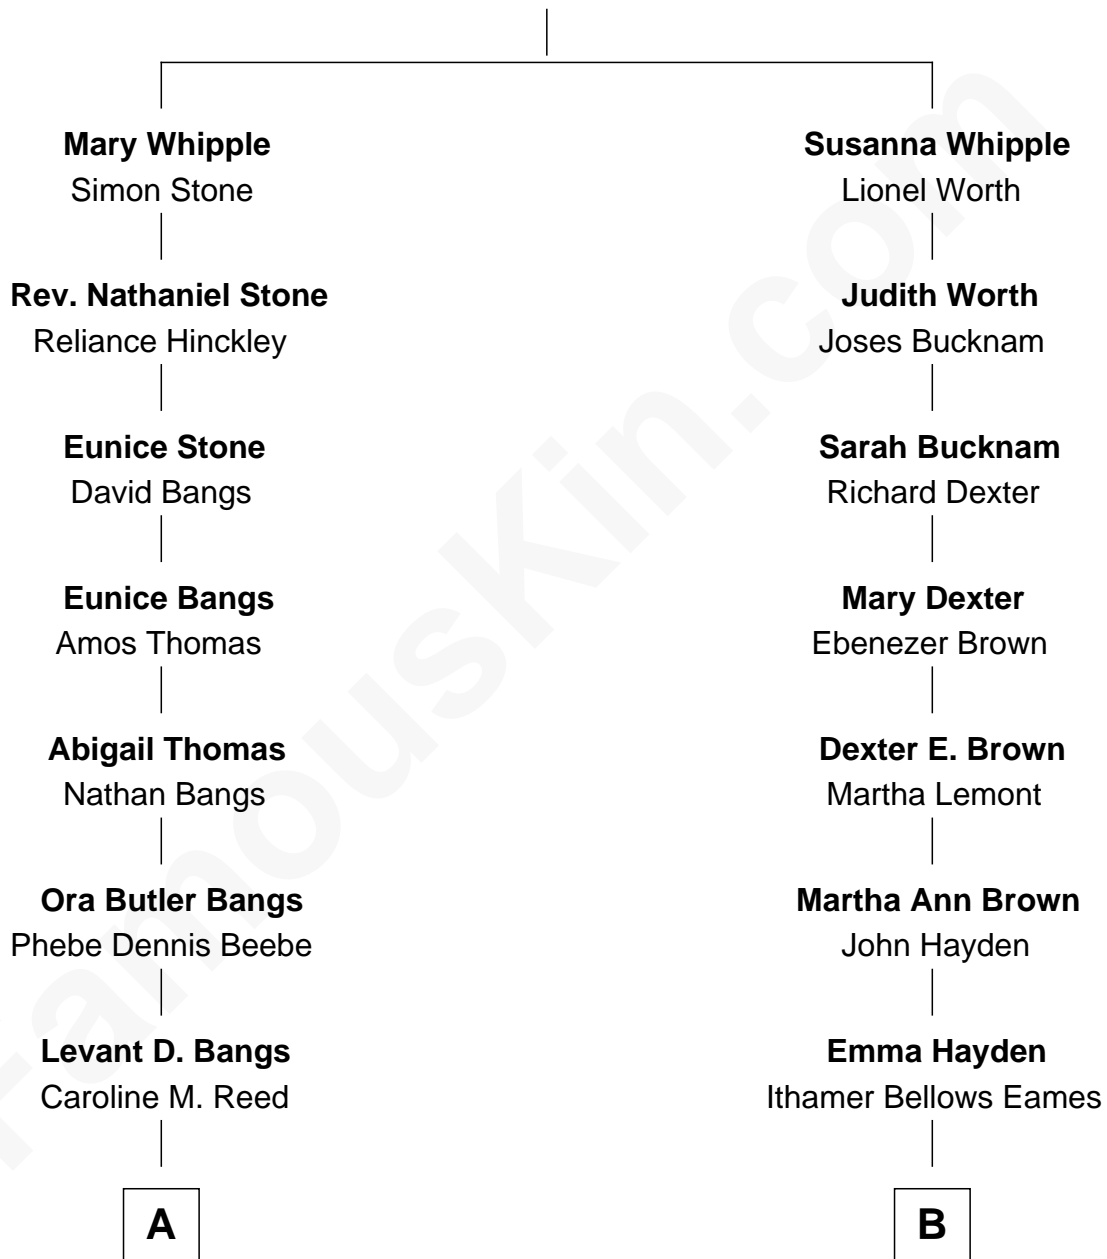 Mary Whipple
Simon Stone
Rev. Nathaniel Stone
Reliance Hinckley
Eunice Stone
David Bangs
Eunice Bangs
Amos Thomas
Abigail Thomas
Nathan Bangs
Ora Butler Bangs
Phebe Dennis Beebe
Levant D. Bangs
Caroline M. Reed
A
Susanna Whipple
Lionel Worth
Judith Worth
Joses Bucknam
Sarah Bucknam
Richard Dexter
Mary Dexter
Ebenezer Brown
Dexter E. Brown
Martha Lemont
Martha Ann Brown
John Hayden
Emma Hayden
Ithamer Bellows Eames
B
FamousKin.com